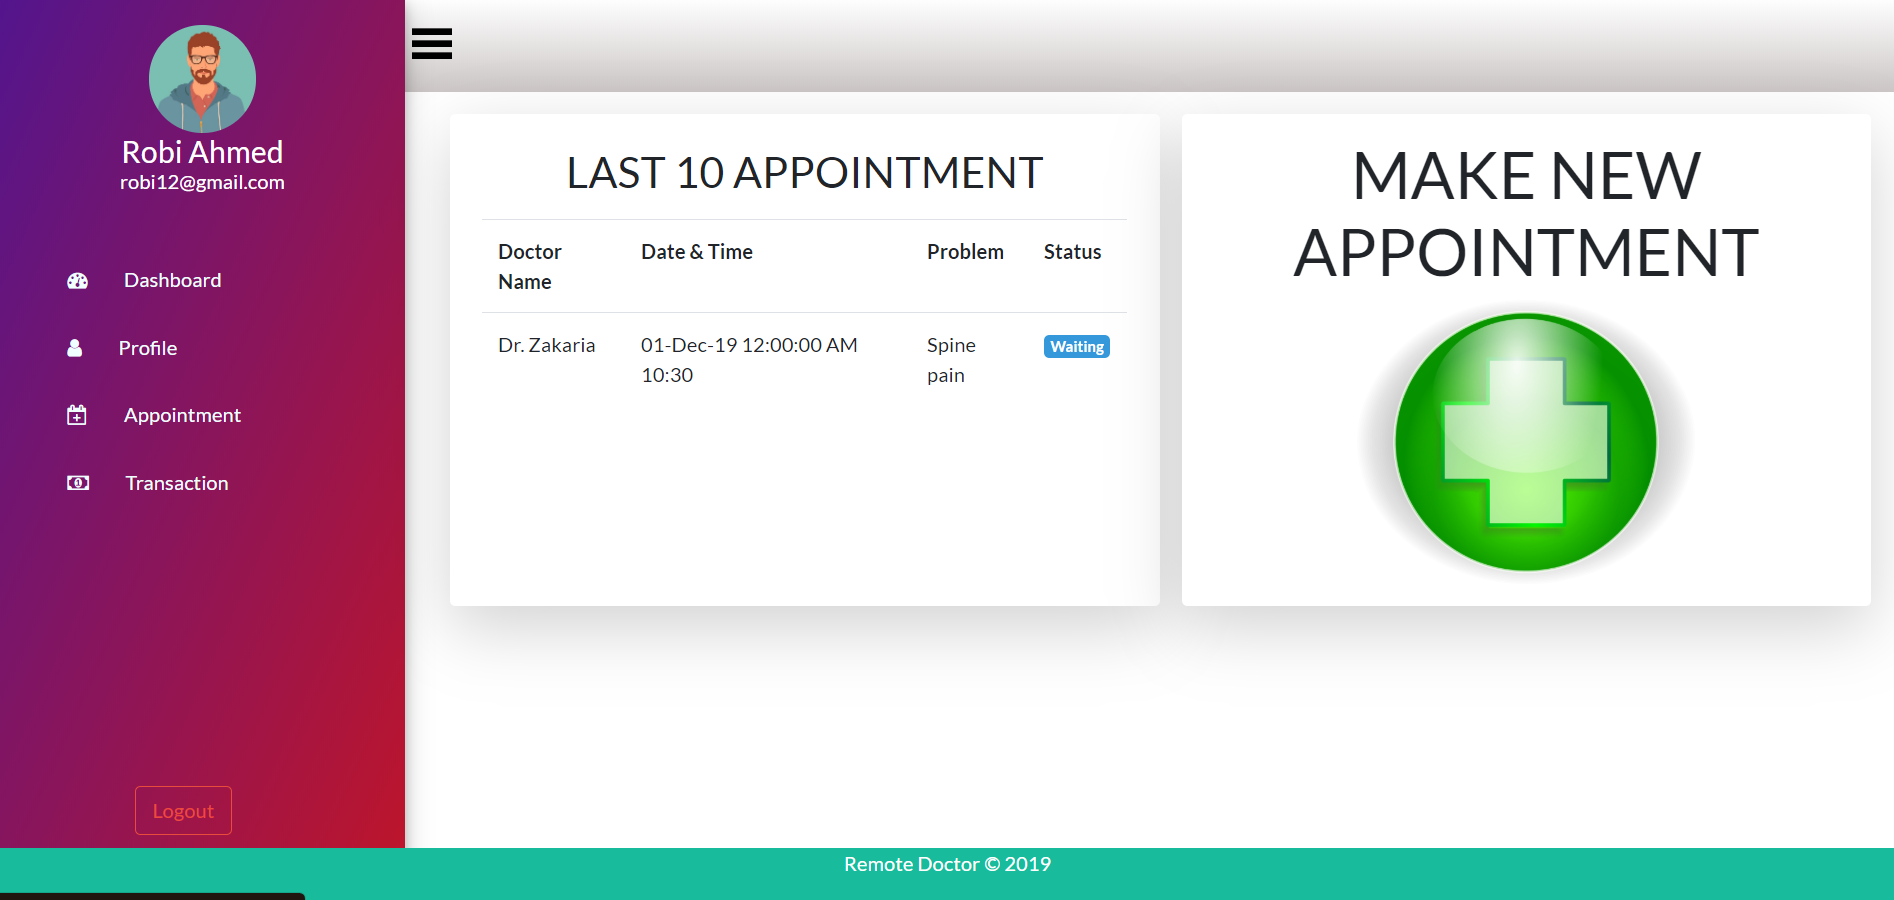 Robi Ahmed
robi12@gmail.com
Dashboard
Profile
Appointment
Transaction
Logout
LAST 10 APPOINTMENT
Doctor Name Date & Time Problem Status
Dr. Zakaria 01-Dec-19 12:00:00 AM 10:30 Spine pain Waiting
MAKE NEW
APPOINTMENT
Remote Doctor © 2019